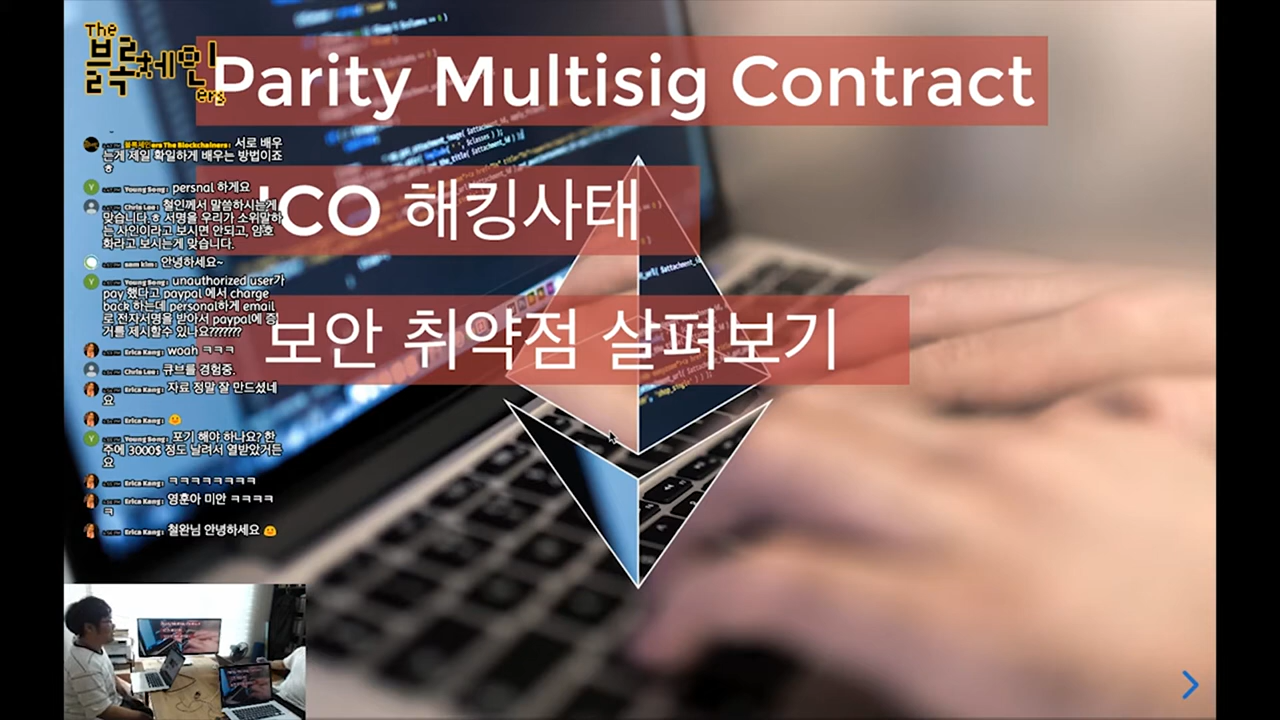 The
블록체인
ers
Parity Multisig Contract
ICO 해킹사태
보안 취약점 살펴보기
블록체인ers The Blockchainers: 서로 배우
는게 제일 확일하게 배우는 방법이죠
ㅎ
Young Song: persnal 하게요
Chris Lee: 철인께서 말씀하시는게
맞습니다.ㅎ 서명을 우리가 소위말하
는 사인이라고 보시면 안되고, 암호
화라고 보시는게 맞습니다.
sam kim: 안녕하세요~
Young Song: unauthorized user가
pay 했다고 paypal 에서 charge
back 하는데 personal하게 email
로 전자서명을 받아서 paypal에 증
거를 제시할수 있나요???????
Erica Kang: woah ㅋㅋㅋ
Chris Lee: 큐브를 경험중.
Erica Kang: 자료 정말 잘 만드셨네
요
Erica Kang: 🙂
Young Song: 포기 해야 하나요? 한
주에 3000$ 정도 날려서 열받았거든
요
Erica Kang: ㅋㅋㅋㅋㅋㅋㅋㅋ
Erica Kang: 영훈아 미안 ㅋㅋㅋㅋ
ㅋ
Erica Kang: 철완님 안녕하세요 🙂